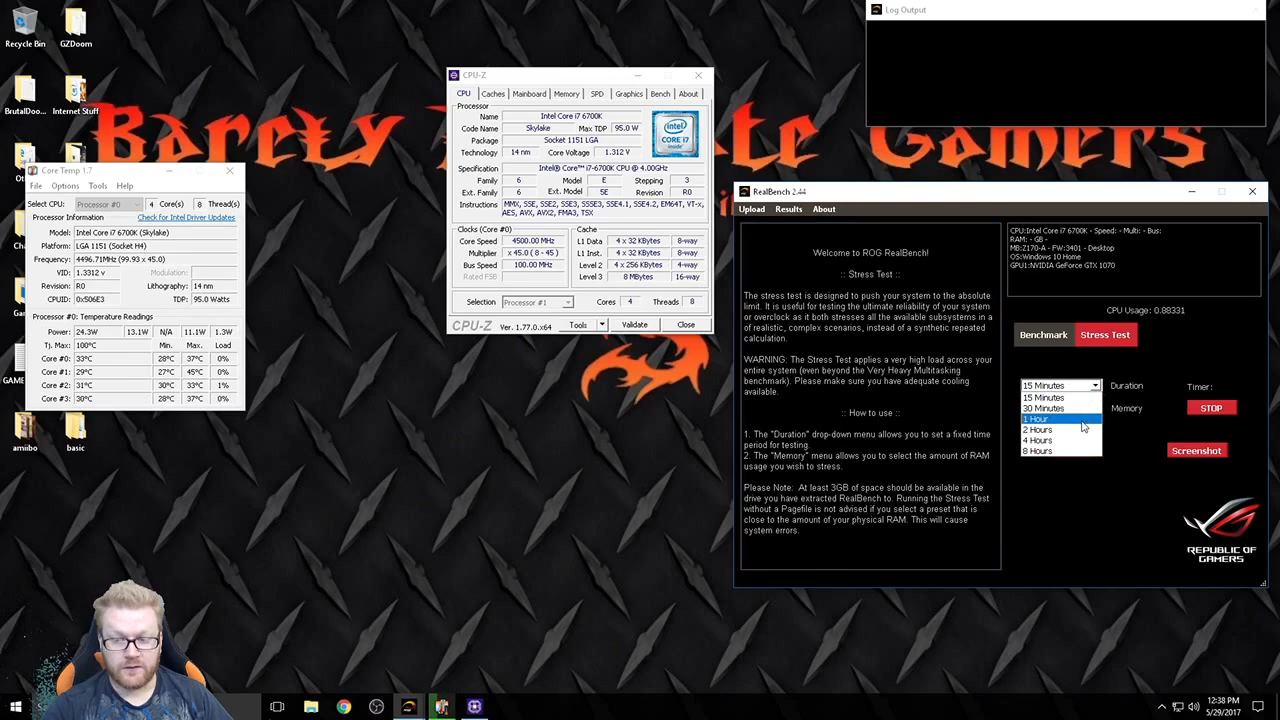 Recycle Bin
GZDoom
BrutalDoo...
Internet Stuff
amiibo
basic
Core Temp 1.7
File Options Tools Help
Select CPU: Processor #0 4 Core(s) 8 Thread(s)
Processor Information Check for Intel Driver Updates
Model: Intel Core i7 6700K (Skylake)
Platform: LGA 1151 (Socket H4)
Frequency: 4496.71MHz (99.93 x 45.0)
VID: 1.3312 v Modulation:
Revision: R0 Lithography: 14 nm
CPUID: 0x506E3 TDP: 95.0 Watts
Processor #0: Temperature Readings
Power: 24.3W 13.1W N/A 11.1W 1.3W
Tj. Max: 100°C Min. Max. Load
Core #0: 33°C 28°C 37°C 0%
Core #1: 29°C 27°C 45°C 0%
Core #2: 31°C 30°C 33°C 1%
Core #3: 30°C 28°C 37°C 0%
CPU-Z
CPU Caches Mainboard Memory SPD Graphics Bench About
Processor
Name Intel Core i7 6700K
Code Name Skylake Max TDP 95.0 W
Package Socket 1151 LGA
Technology 14 nm Core Voltage 1.312 V
intel
CORE i7
inside
Specification Intel® Core™ i7-6700K CPU @ 4.00GHz
Family 6 Model E Stepping 3
Ext. Family 6 Ext. Model 5E Revision R0
Instructions MMX, SSE, SSE2, SSE3, SSSE3, SSE4.1, SSE4.2, EM64T, VT-x,
AES, AVX, AVX2, FMA3, TSX
Clocks (Core #0)
Core Speed 4500.00 MHz
Multiplier x 45.0 ( 8 - 45 )
Bus Speed 100.00 MHz
Rated FSB
Cache
L1 Data 4 x 32 KBytes 8-way
L1 Inst. 4 x 32 KBytes 8-way
Level 2 4 x 256 KBytes 4-way
Level 3 8 MBytes 16-way
Selection Processor #1 Cores 4 Threads 8
CPU-Z Ver. 1.77.0.x64 Tools Validate Close
Log Output
Gamers
RealBench 2.44
Upload Results About
Welcome to ROG RealBench!
:: Stress Test ::
The stress test is designed to push your system to the absolute
limit. It is useful for testing the ultimate reliability of your system
or overclock as it both stresses all the available subsystems in a
of realistic, complex scenarios, instead of a synthetic repeated
calculation.
WARNING: The Stress Test applies a very high load across your
entire system (even beyond the Very Heavy Multitasking
benchmark). Please make sure you have adequate cooling
available.
:: How to use ::
1. The "Duration" drop-down menu allows you to set a fixed time
period for testing.
2. The "Memory" menu allows you to select the amount of RAM
usage you wish to stress.
Please Note: At least 3GB of space should be available in the
drive you have extracted RealBench to. Running the Stress Test
without a Pagefile is not advised if you select a preset that is
close to the amount of your physical RAM. This will cause
system errors.
CPU:Intel Core i7 6700K - Speed: - Multi: - Bus:
RAM: - GB -
MB:Z170-A - FW:3401 - Desktop
OS:Windows 10 Home
GPU1:NVIDIA GeForce GTX 1070
CPU Usage: 0.88331
Benchmark Stress Test
15 Minutes Duration Timer:
15 Minutes
30 Minutes Memory STOP
1 Hour
2 Hours
4 Hours
8 Hours
Screenshot
REPUBLIC OF
GAMERS
12:38 PM
5/29/2017